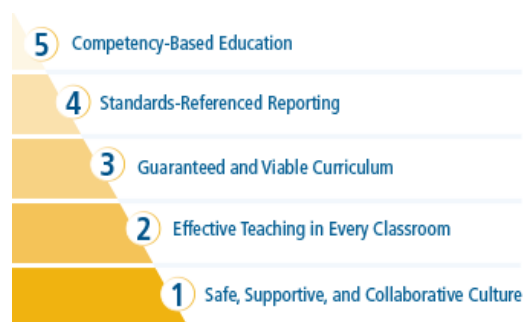 5 Competency-Based Education
4 Standards-Referenced Reporting
3 Guaranteed and Viable Curriculum
2 Effective Teaching in Every Classroom
1 Safe, Supportive, and Collaborative Culture